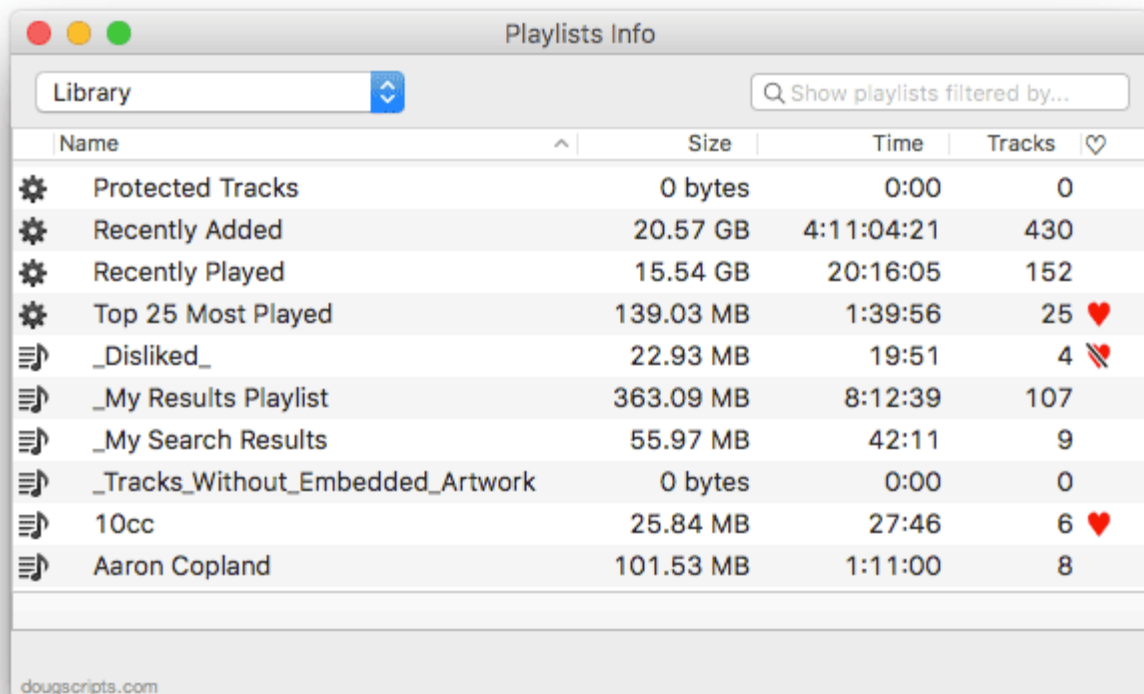 Playlists Info
Library
Show playlists filtered by...
Name Size Time Tracks
Protected Tracks 0 bytes 0:00 0
Recently Added 20.57 GB 4:11:04:21 430
Recently Played 15.54 GB 20:16:05 152
Top 25 Most Played 139.03 MB 1:39:56 25
_Disliked_ 22.93 MB 19:51 4
_My Results Playlist 363.09 MB 8:12:39 107
_My Search Results 55.97 MB 42:11 9
_Tracks_Without_Embedded_Artwork 0 bytes 0:00 0
10cc 25.84 MB 27:46 6
Aaron Copland 101.53 MB 1:11:00 8
dougscripts.com